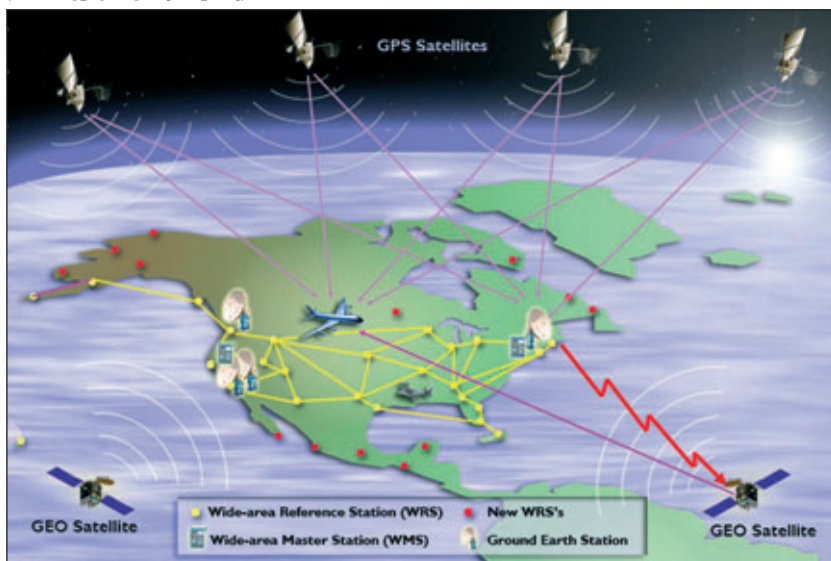 GPS Satellites
GEO Satellite
GEO Satellite
Wide-area Reference Station (WRS)
New WRS's
Wide-area Master Station (WMS)
Ground Earth Station